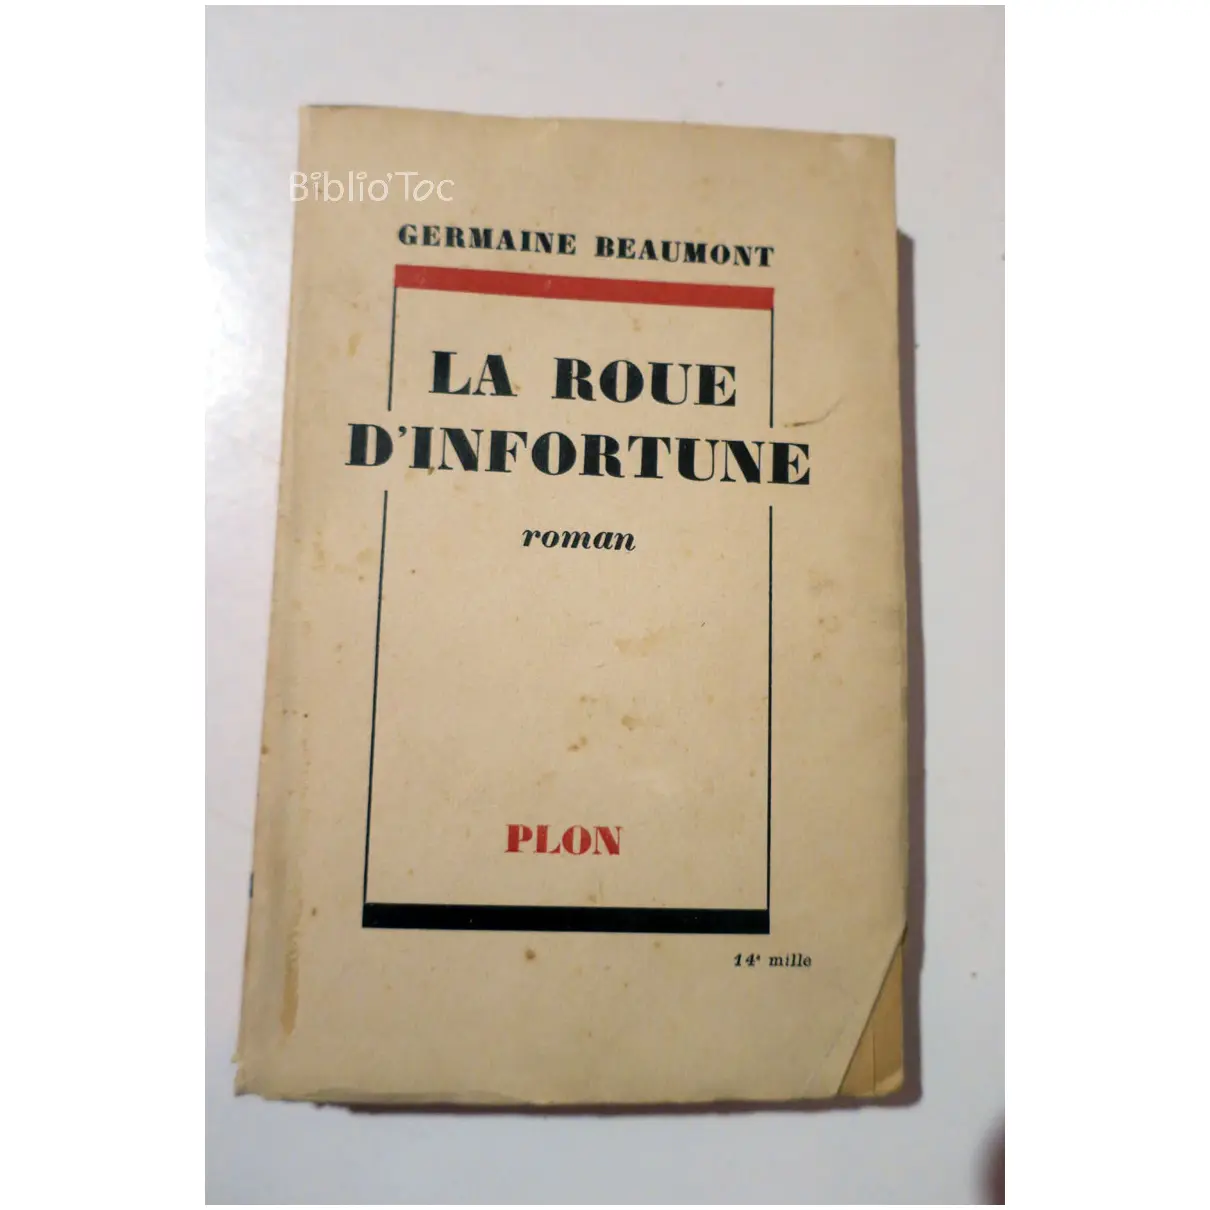 Biblio'Toc
GERMAINE BEAUMONT
LA ROUE
D'INFORTUNE
roman
PLON
14e mille